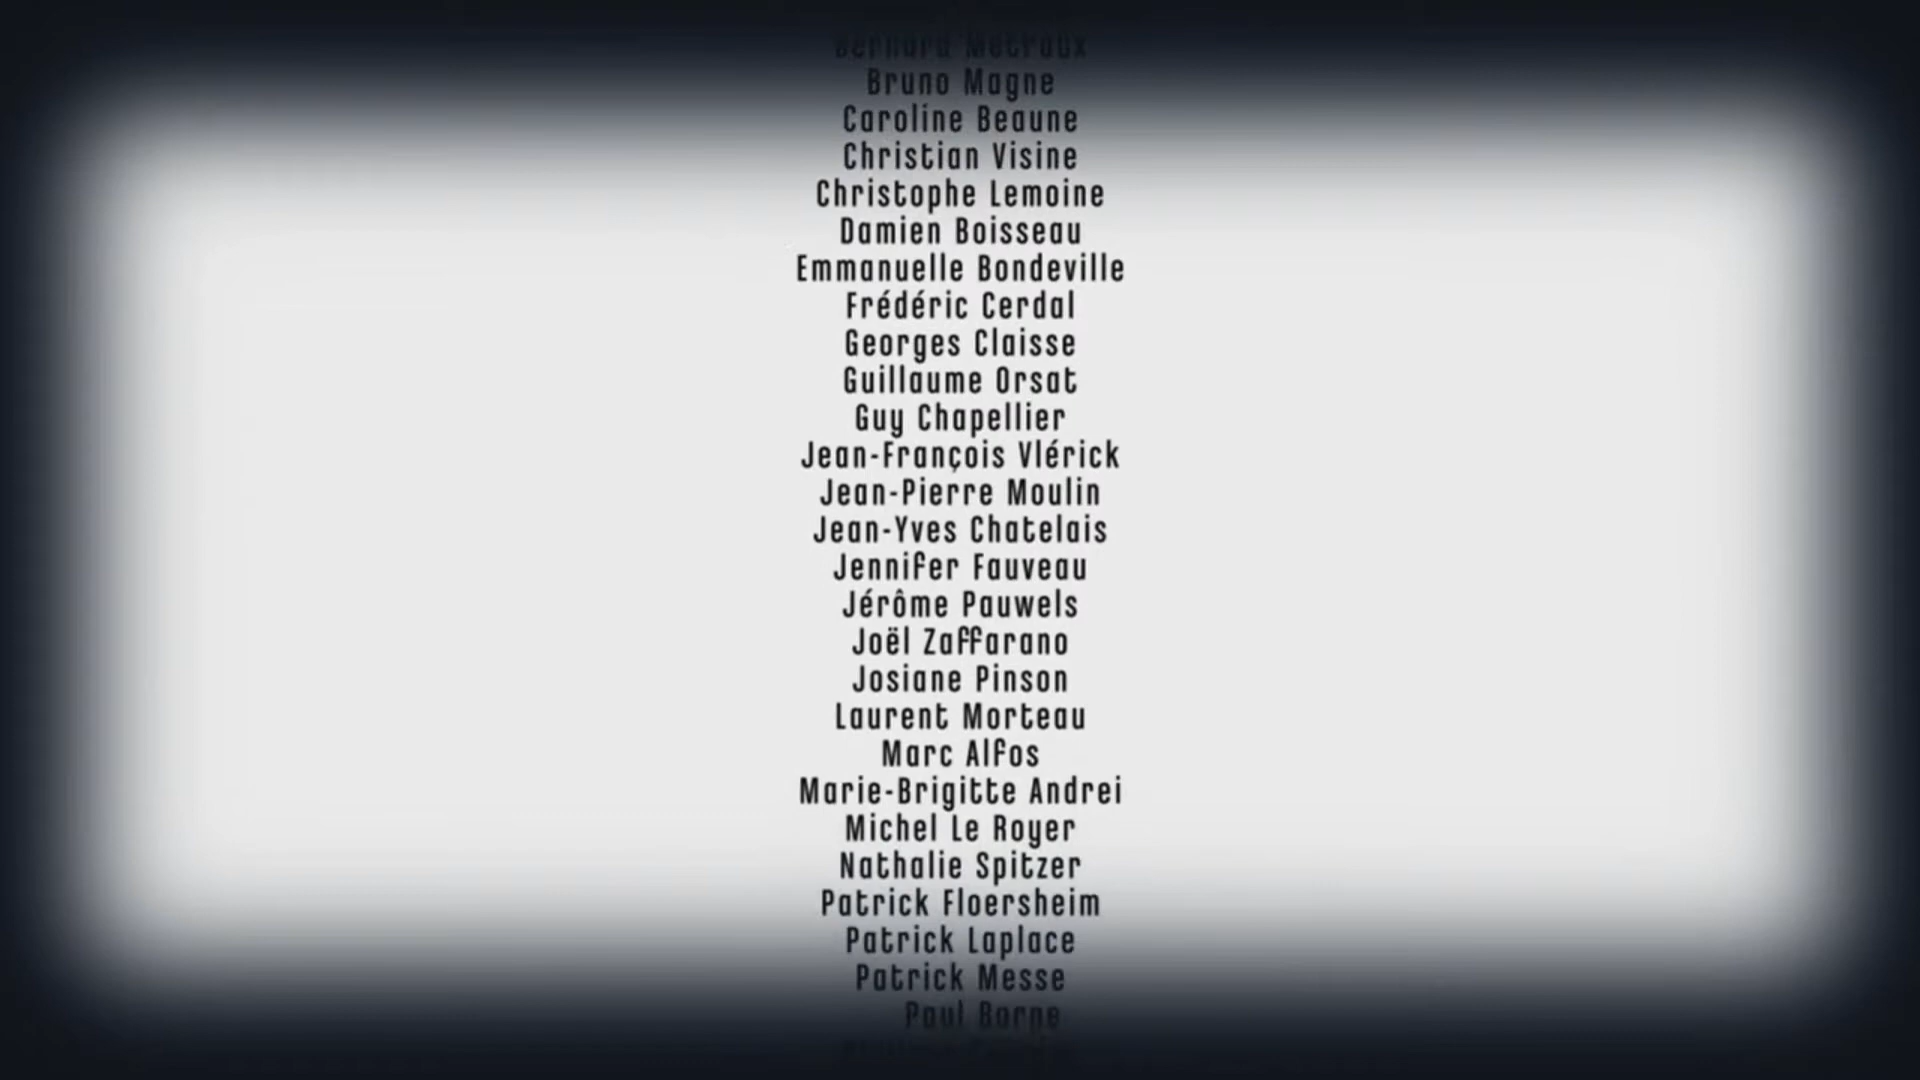 Bernard Métraux
Bruno Magne
Caroline Beaune
Christian Visine
Christophe Lemoine
Damien Boisseau
Emmanuelle Bondeville
Frédéric Cerdal
Georges Claisse
Guillaume Orsat
Guy Chapellier
Jean-François Vlérick
Jean-Pierre Moulin
Jean-Yves Chatelais
Jennifer Fauveau
Jérôme Pauwels
Joël Zaffarano
Josiane Pinson
Laurent Morteau
Marc Alfos
Marie-Brigitte Andrei
Michel Le Royer
Nathalie Spitzer
Patrick Floersheim
Patrick Laplace
Patrick Messe
Paul Borne